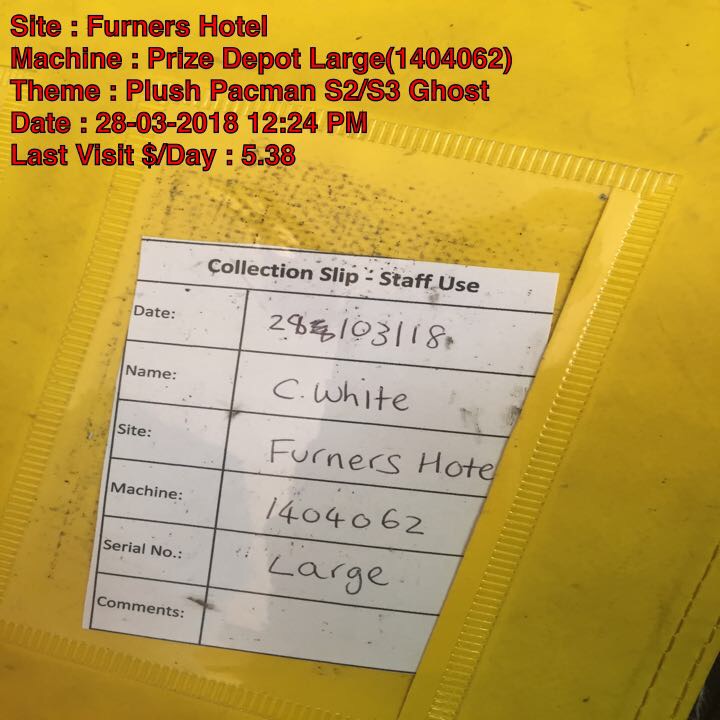 Site : Furners Hotel
Machine : Prize Depot Large(1404062)
Theme : Plush Pacman S2/S3 Ghost
Date : 28-03-2018 12:24 PM
Last Visit $/Day : 5.38
Collection Slip - Staff Use
Date: 28/03/18
Name: C. White
Site: Furners Hote
Machine: 1404062
Serial No.: Large
Comments: